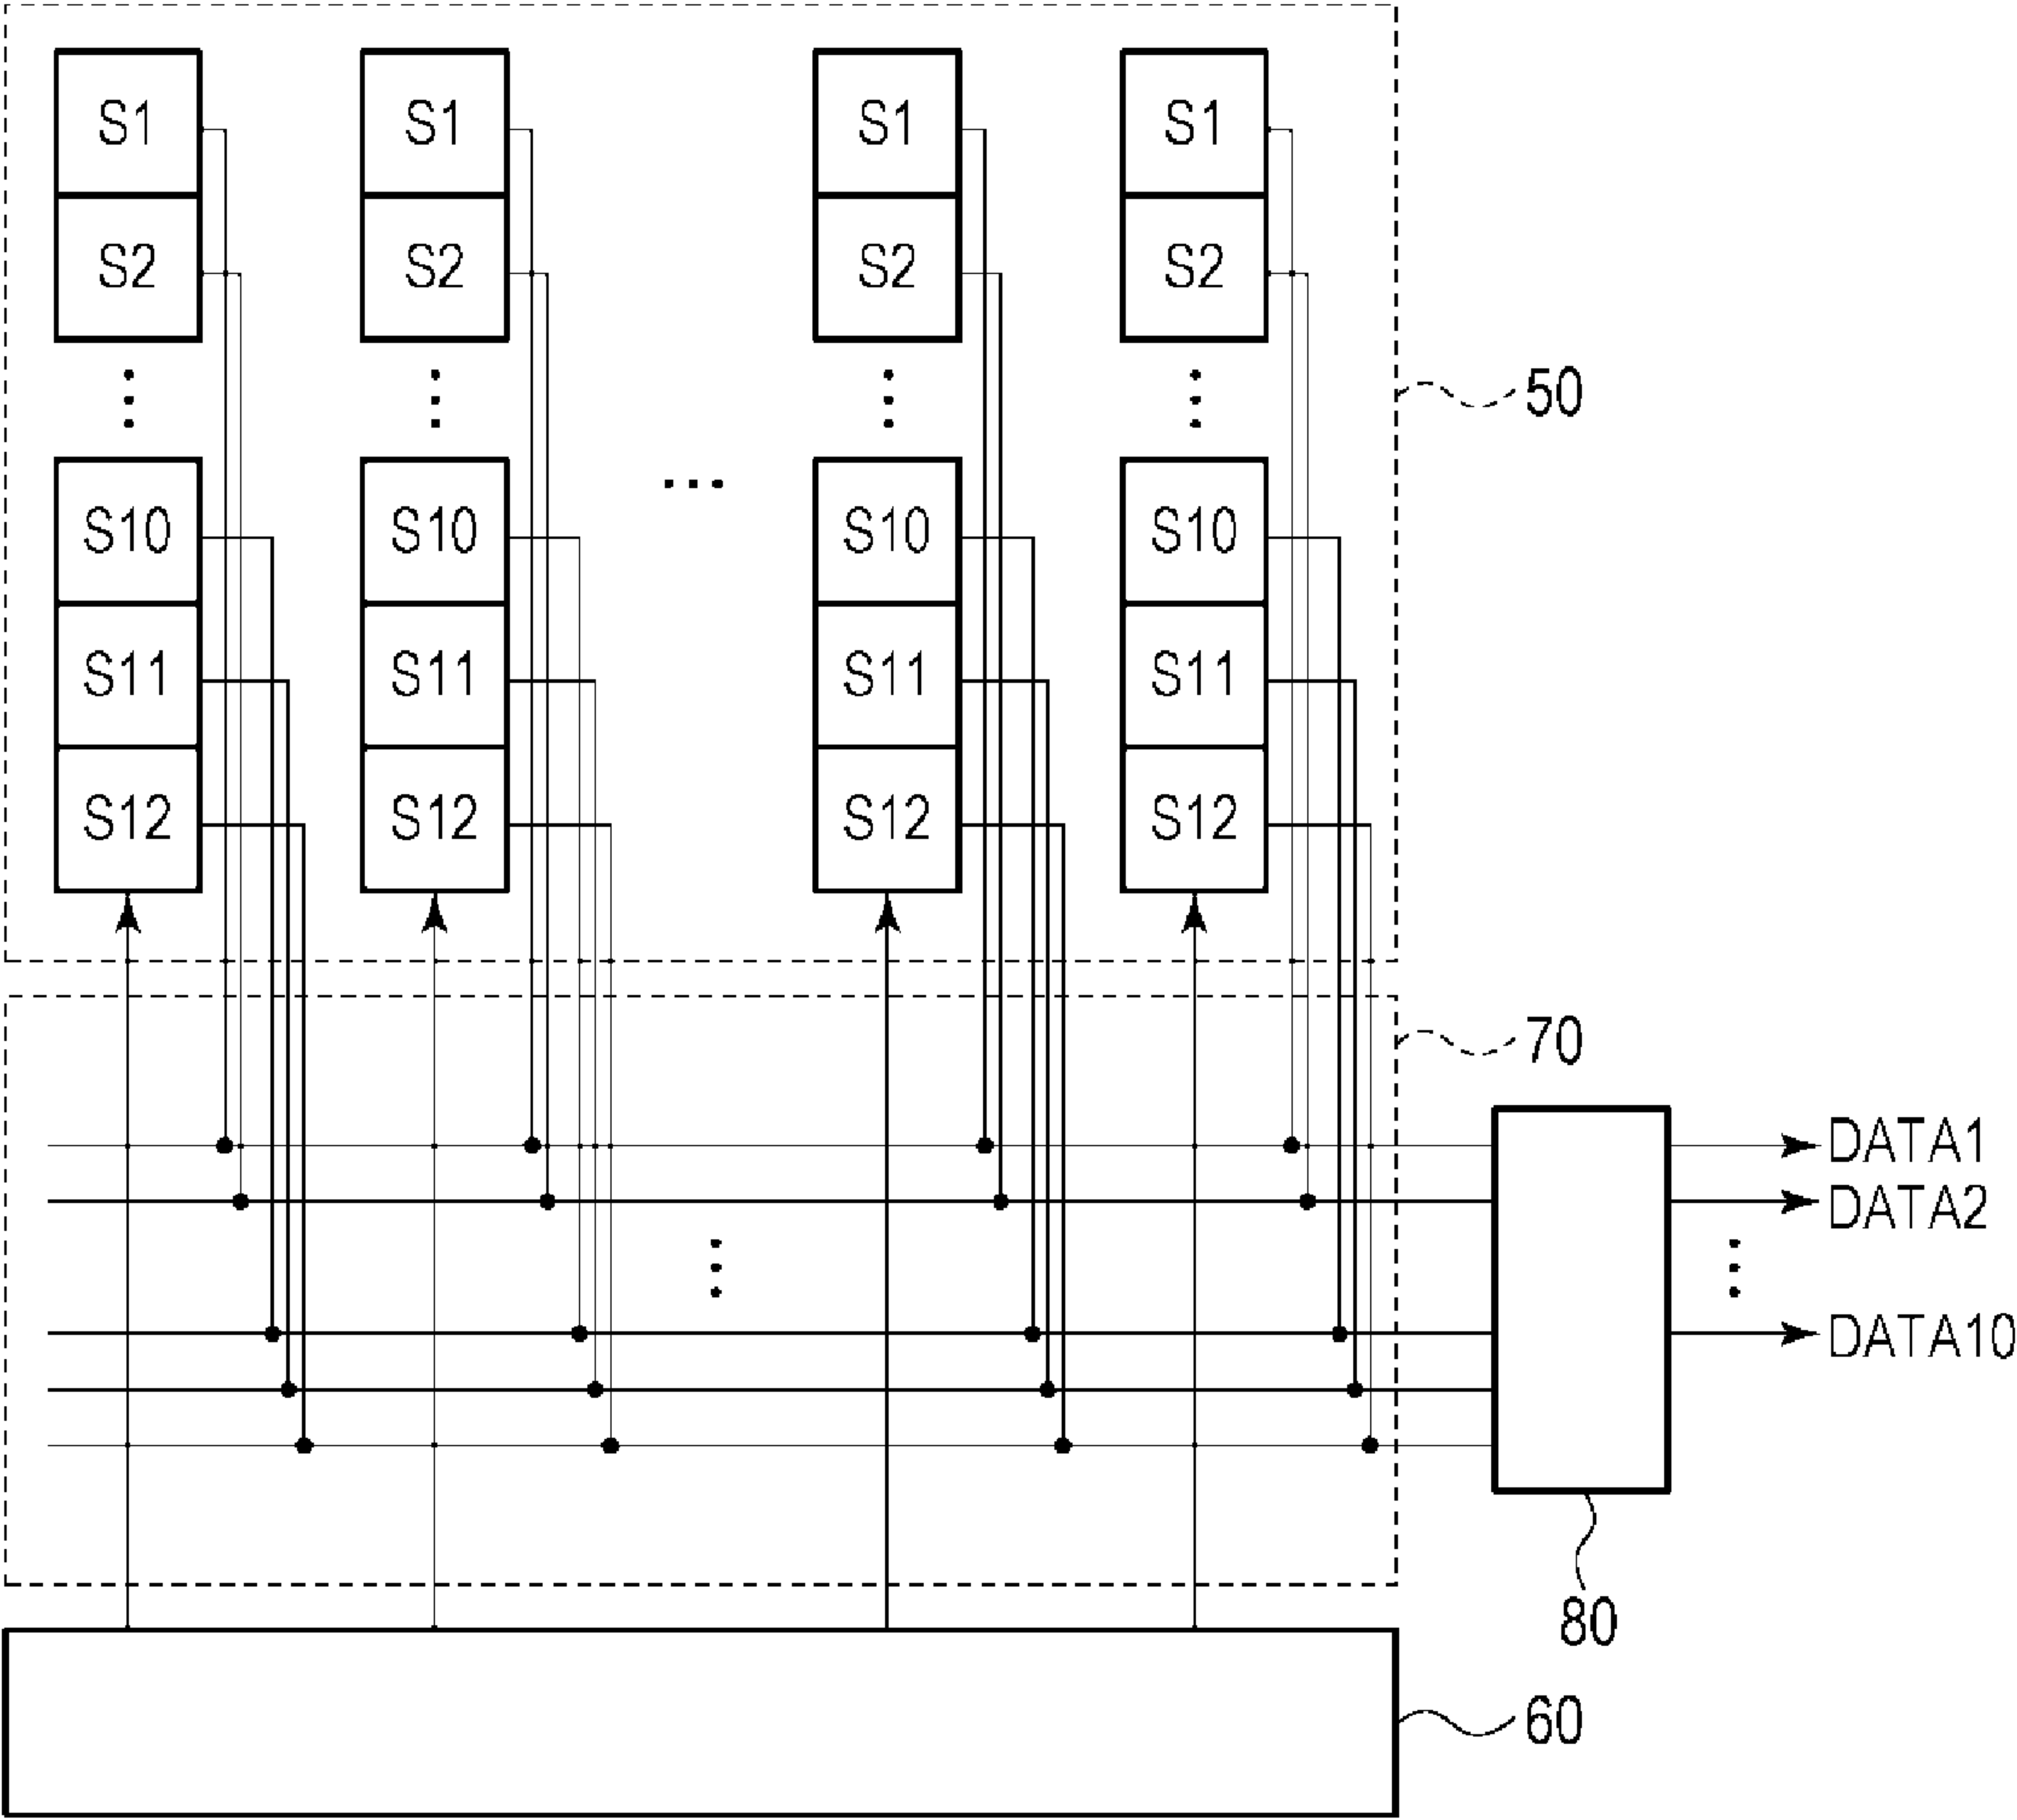 S1 S1 S1 S1
S2 S2 S2 S2
50
S10 S10 S10 S10
S11 S11 S11 S11
S12 S12 S12 S12
70
DATA1
DATA2
DATA10
80
60